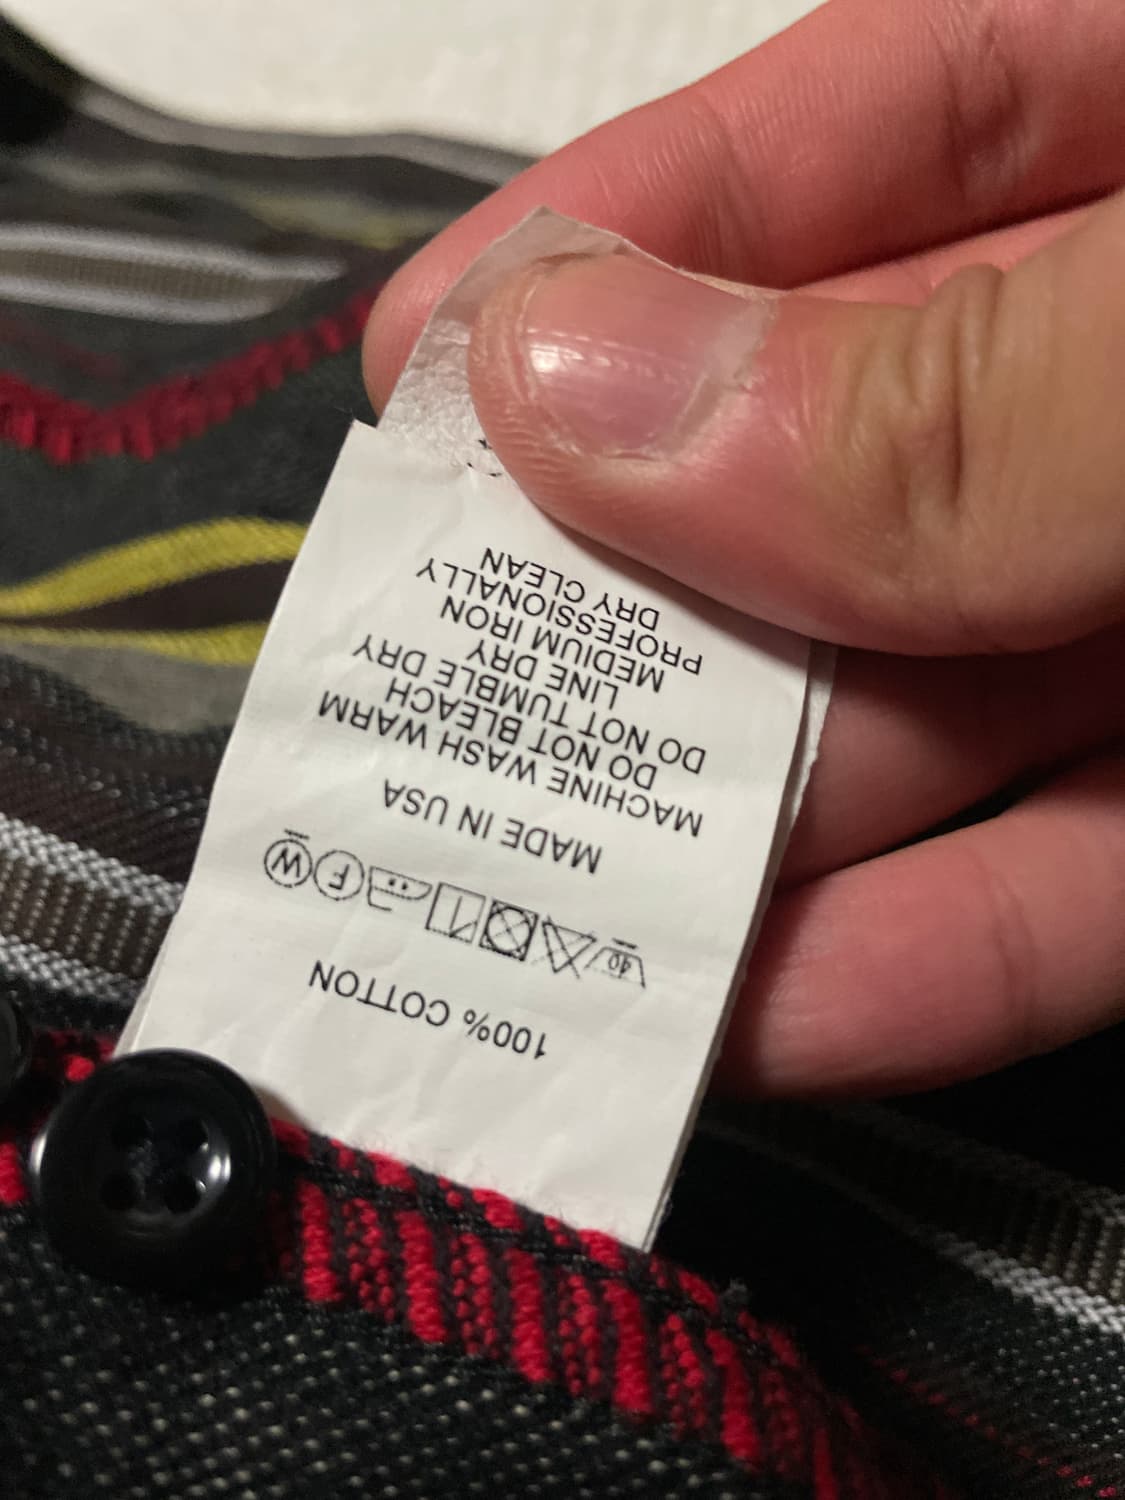 100% COTTON
40 F W
MADE IN USA
MACHINE WASH WARM
DO NOT BLEACH
DO NOT TUMBLE DRY
LINE DRY
MEDIUM IRON
PROFESSIONALLY
DRY CLEAN